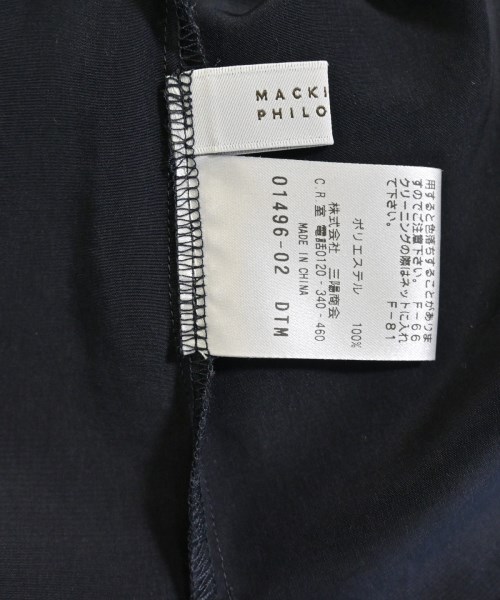 MACKI
PHILO
用すると色落ちすることがありま
すのでご注意下さい。 F-66
クリーニングの際はネットに入れ
て下さい。 F-81
ポリエステル 100%
株式会社 三陽商会
C.R.室 電話0120-340-460
MADE IN CHINA
01496-02 DTM